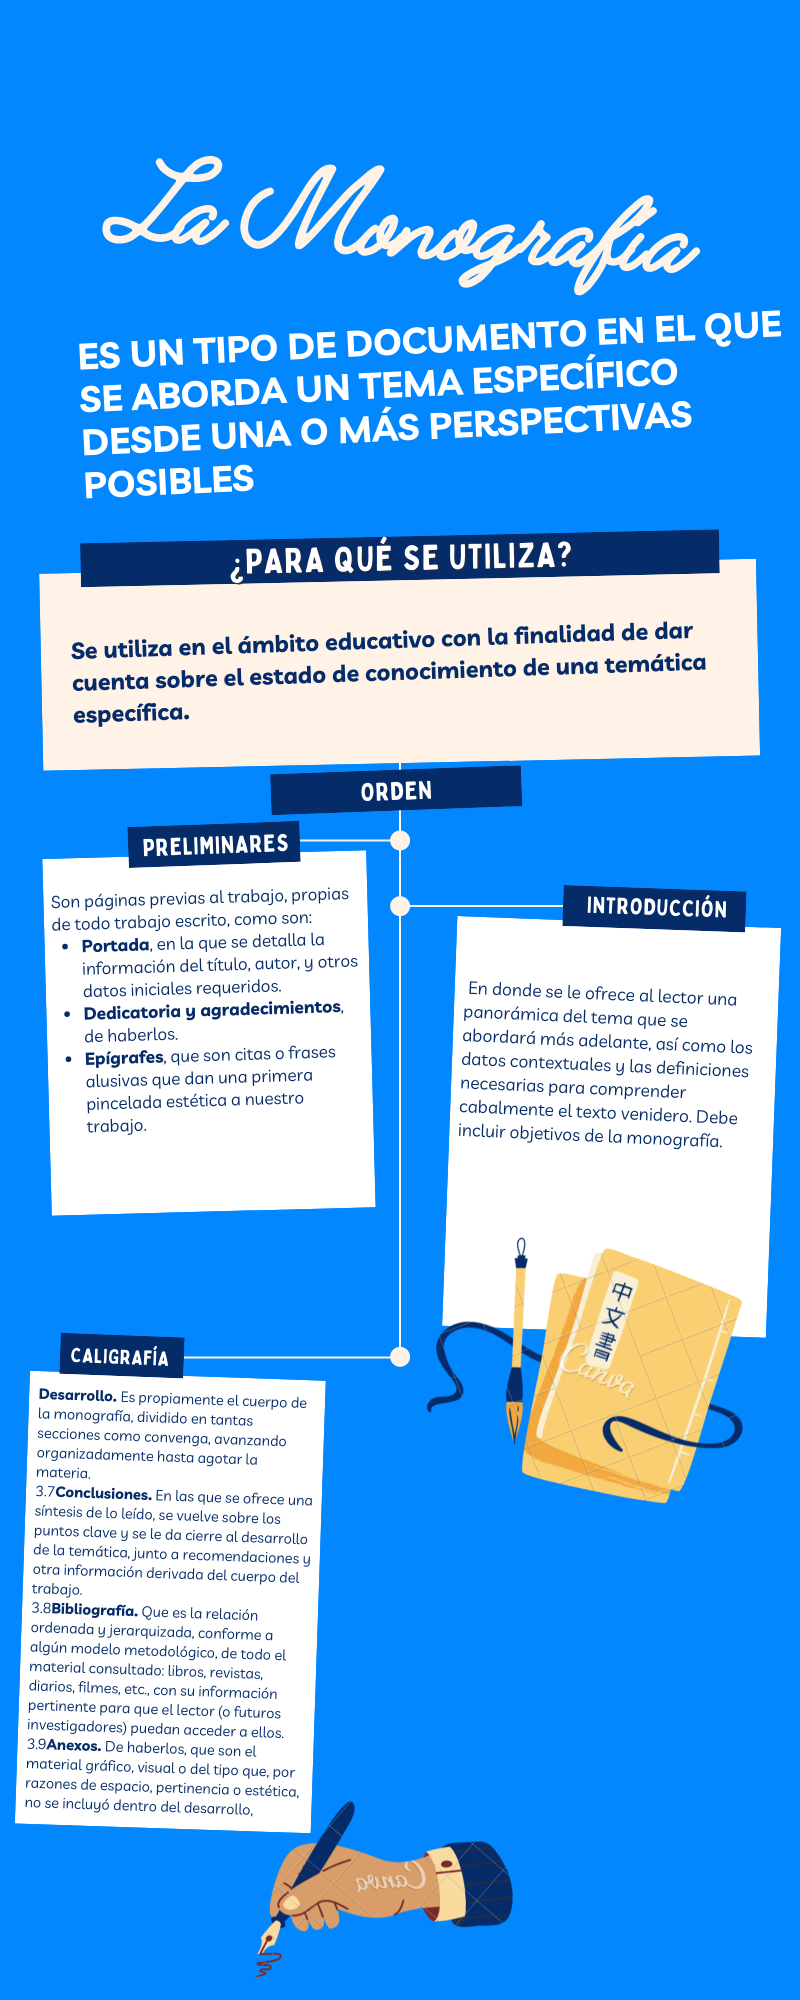 La Monografía
ES UN TIPO DE DOCUMENTO EN EL QUE
SE ABORDA UN TEMA ESPECÍFICO
DESDE UNA O MÁS PERSPECTIVAS
POSIBLES
¿PARA QUÉ SE UTILIZA?
Se utiliza en el ámbito educativo con la finalidad de dar
cuenta sobre el estado de conocimiento de una temática
específica.
ORDEN
PRELIMINARES
Son páginas previas al trabajo, propias
de todo trabajo escrito, como son:
• Portada, en la que se detalla la
información del título, autor, y otros
datos iniciales requeridos.
• Dedicatoria y agradecimientos,
de haberlos.
• Epígrafes, que son citas o frases
alusivas que dan una primera
pincelada estética a nuestro
trabajo.
INTRODUCCIÓN
En donde se le ofrece al lector una
panorámica del tema que se
abordará más adelante, así como los
datos contextuales y las definiciones
necesarias para comprender
cabalmente el texto venidero. Debe
incluir objetivos de la monografía.
中文書
Canva
CALIGRAFÍA
Desarrollo. Es propiamente el cuerpo de
la monografía, dividido en tantas
secciones como convenga, avanzando
organizadamente hasta agotar la
materia.
3.7Conclusiones. En las que se ofrece una
síntesis de lo leído, se vuelve sobre los
puntos clave y se le da cierre al desarrollo
de la temática, junto a recomendaciones y
otra información derivada del cuerpo del
trabajo.
3.8Bibliografía. Que es la relación
ordenada y jerarquizada, conforme a
algún modelo metodológico, de todo el
material consultado: libros, revistas,
diarios, filmes, etc., con su información
pertinente para que el lector (o futuros
investigadores) puedan acceder a ellos.
3.9Anexos. De haberlos, que son el
material gráfico, visual o del tipo que, por
razones de espacio, pertinencia o estética,
no se incluyó dentro del desarrollo,
Canva